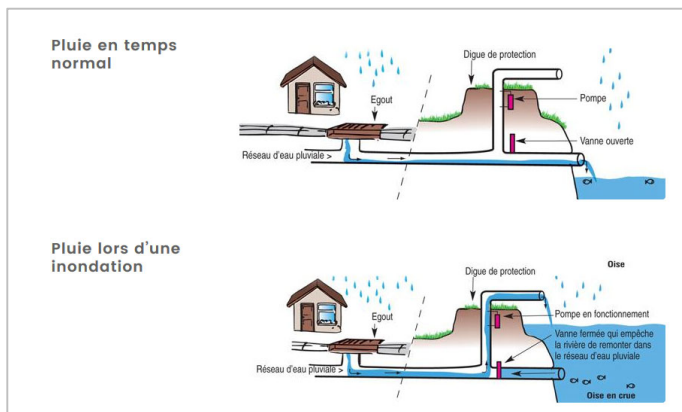 Pluie en temps
normal
Digue de protection
Egout
Pompe
Vanne ouverte
Réseau d'eau pluviale >
Pluie lors d'une
inondation
Oise
Digue de protection
Egout
Pompe en fonctionnement
Vanne fermée qui empêche
la rivière de remonter dans
le réseau d'eau pluviale
Réseau d'eau pluviale >
Oise en crue